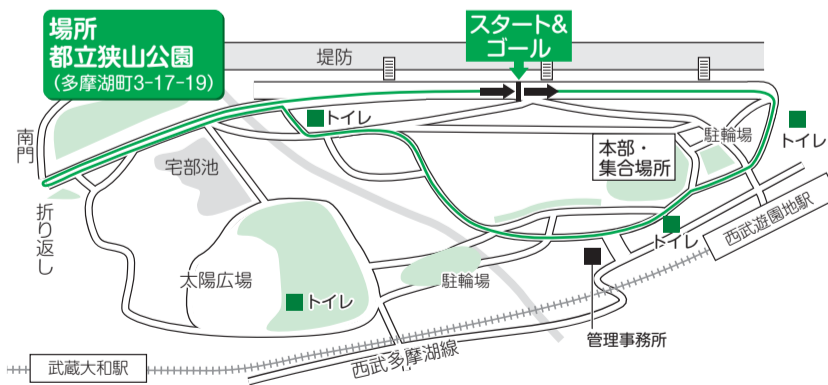 場所
都立狭山公園
(多摩湖町3-17-19)
スタート&
ゴール
堤防
トイレ
南門
宅部池
本部・
集合場所
駐輪場
トイレ
折り返し
トイレ
西武遊園地駅
太陽広場
トイレ
駐輪場
管理事務所
西武多摩湖線
武蔵大和駅